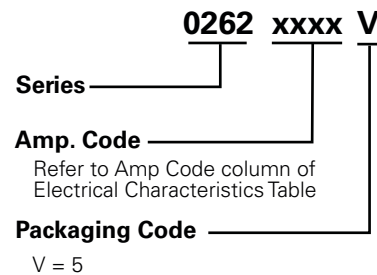 0262 xxxx V
Series
Amp. Code
Refer to Amp Code column of
Electrical Characteristics Table
Packaging Code
V = 5